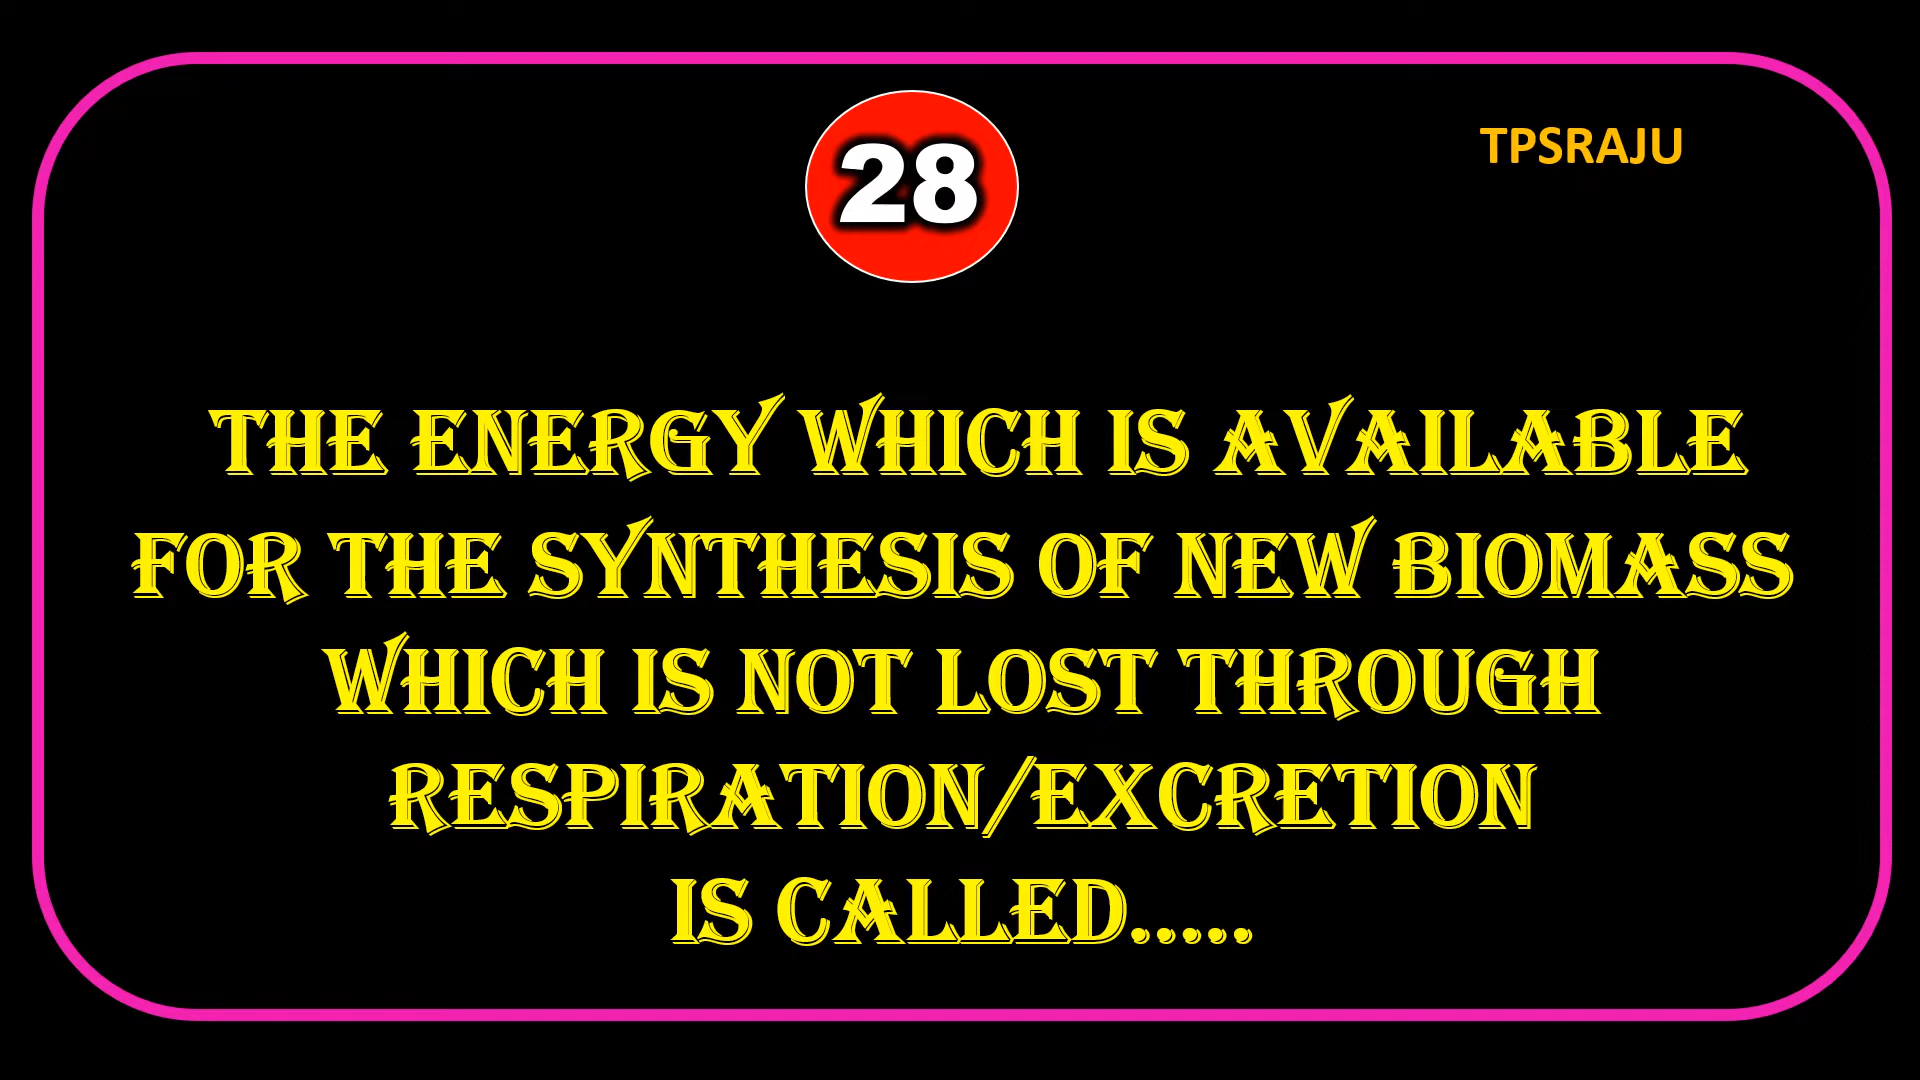 28
TPSRAJU
THE ENERGY WHICH IS AVAILABLE
FOR THE SYNTHESIS OF NEW BIOMASS
WHICH IS NOT LOST THROUGH
RESPIRATION/EXCRETION
IS CALLED.....